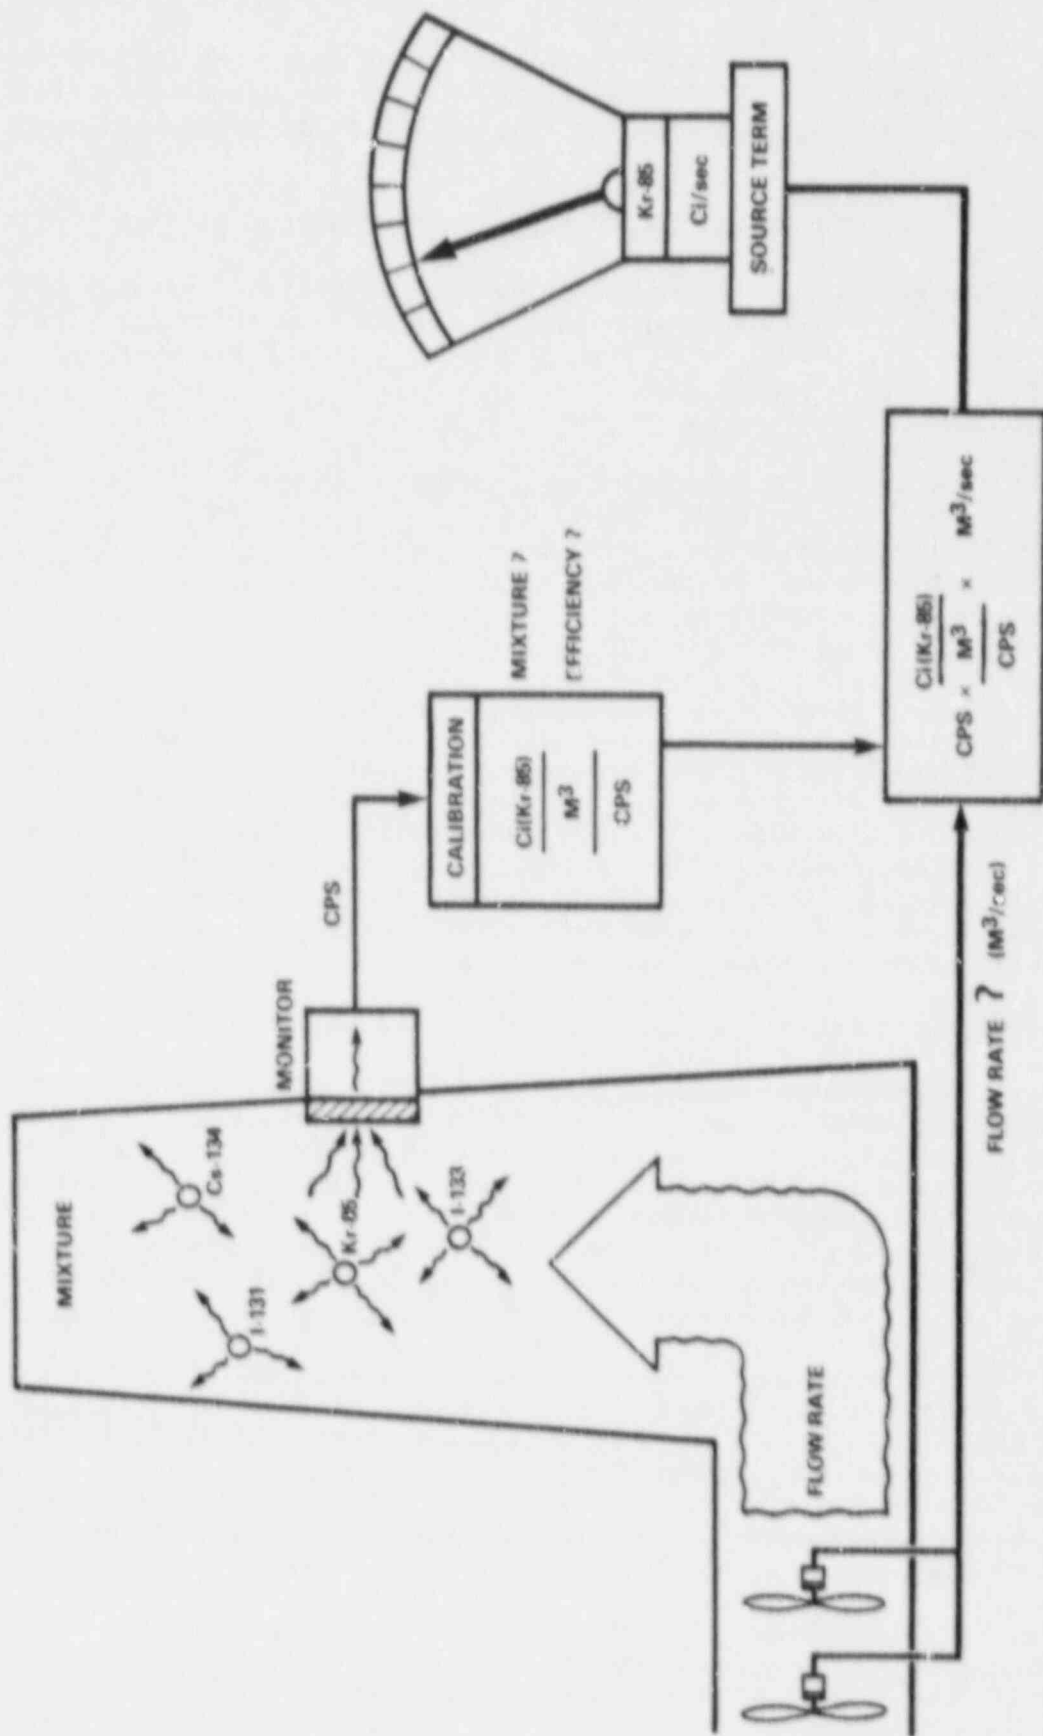 MIXTURE
Cs-134
I-131
Kr-85
I-133
MONITOR
CPS
FLOW RATE
CALIBRATION
Ci(Kr-85)
M³
CPS
MIXTURE ?
EFFICIENCY ?
FLOW RATE ? (M³/sec)
Ci(Kr-85)
CPS × M³ × M³/sec
CPS
Kr-85
Ci/sec
SOURCE TERM